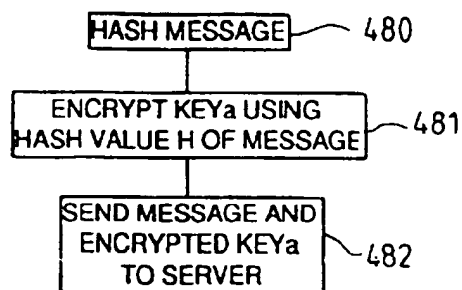 HASH MESSAGE
480
ENCRYPT KEYa USING
HASH VALUE H OF MESSAGE
481
SEND MESSAGE AND
ENCRYPTED KEYa
TO SERVER
482